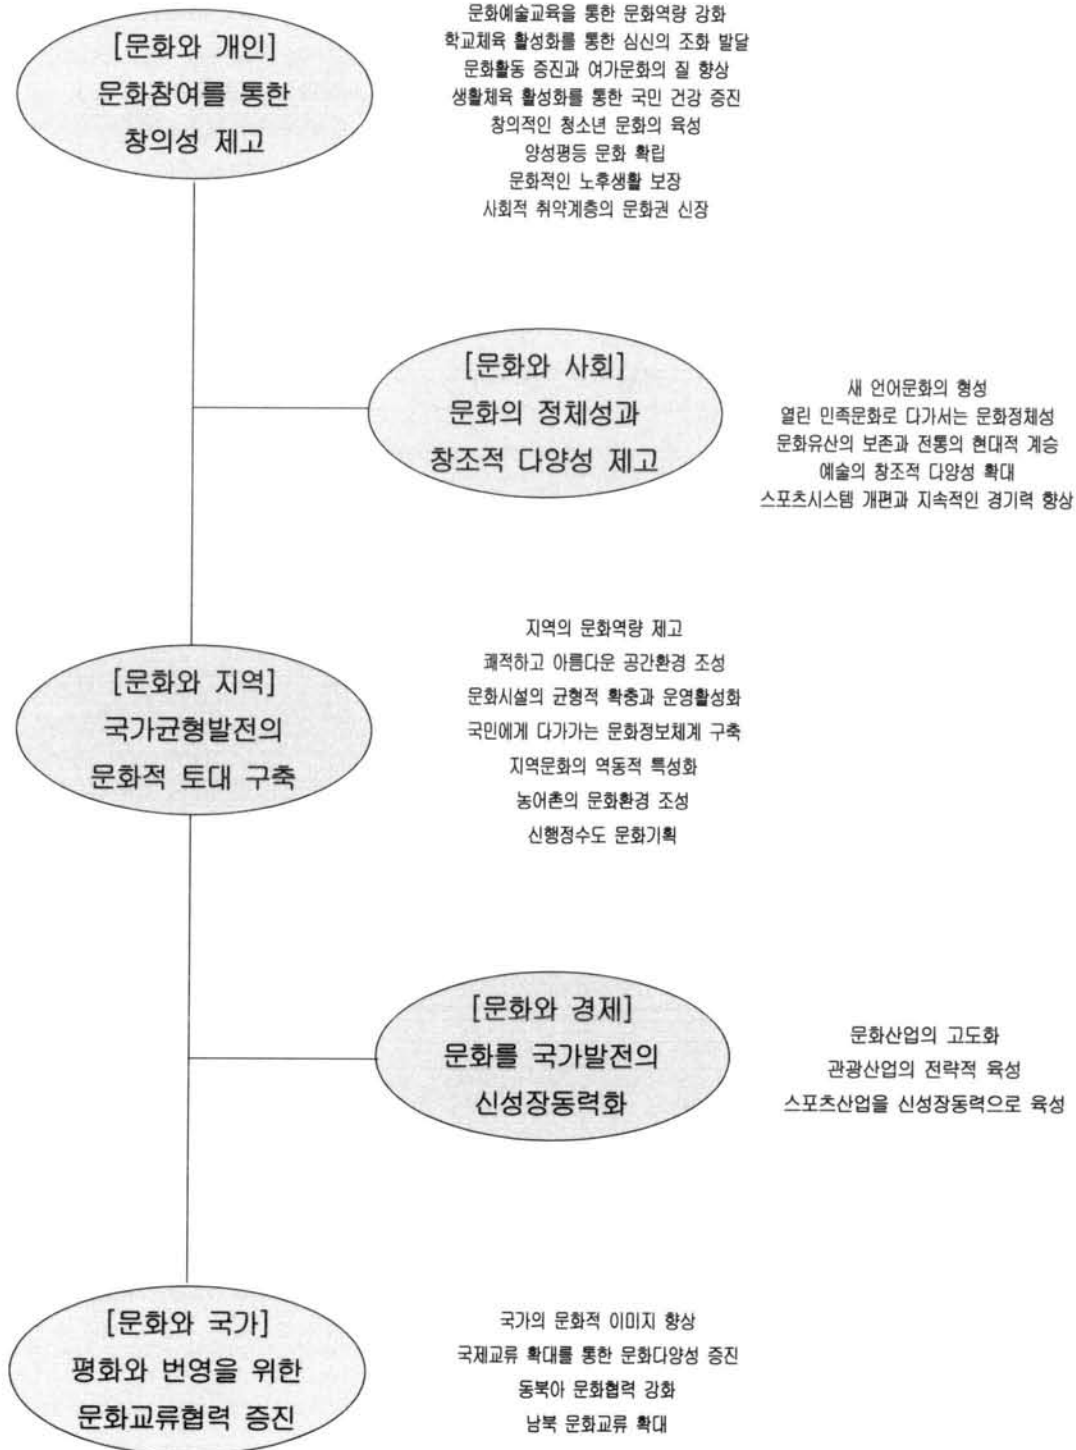 [문화와 개인]
문화참여를 통한
창의성 제고
문화예술교육을 통한 문화역량 강화
학교체육 활성화를 통한 심신의 조화 발달
문화활동 증진과 여가문화의 질 향상
생활체육 활성화를 통한 국민 건강 증진
창의적인 청소년 문화의 육성
양성평등 문화 확립
문화적인 노후생활 보장
사회적 취약계층의 문화권 신장
[문화와 사회]
문화의 정체성과
창조적 다양성 제고
새 언어문화의 형성
열린 민족문화로 다가서는 문화정체성
문화유산의 보존과 전통의 현대적 계승
예술의 창조적 다양성 확대
스포츠시스템 개편과 지속적인 경기력 향상
[문화와 지역]
국가균형발전의
문화적 토대 구축
지역의 문화역량 제고
쾌적하고 아름다운 공간환경 조성
문화시설의 균형적 확충과 운영활성화
국민에게 다가가는 문화정보체계 구축
지역문화의 역동적 특성화
농어촌의 문화환경 조성
신행정수도 문화기획
[문화와 경제]
문화를 국가발전의
신성장동력화
문화산업의 고도화
관광산업의 전략적 육성
스포츠산업을 신성장동력으로 육성
[문화와 국가]
평화와 번영을 위한
문화교류협력 증진
국가의 문화적 이미지 향상
국제교류 확대를 통한 문화다양성 증진
동북아 문화협력 강화
남북 문화교류 확대